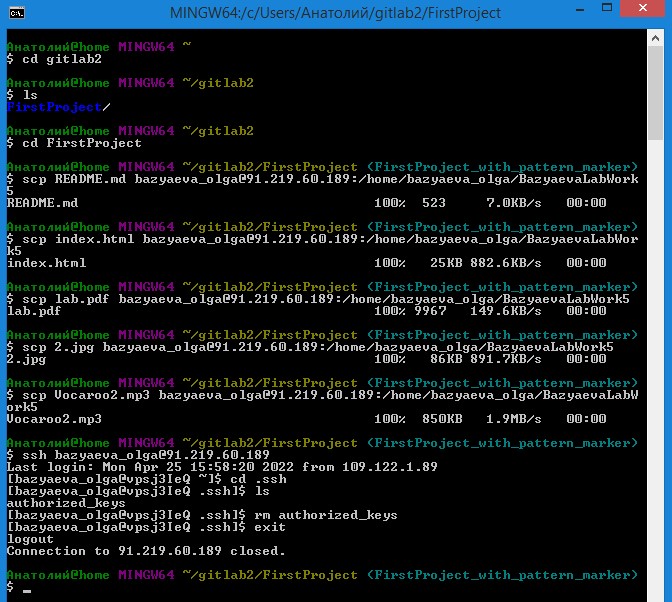 MINGW64:/c/Users/Анатолий/gitlab2/FirstProject
Анатолий@home MINGW64 ~
$ cd gitlab2
Анатолий@home MINGW64 ~/gitlab2
$ ls
FirstProject/
Анатолий@home MINGW64 ~/gitlab2
$ cd FirstProject
Анатолий@home MINGW64 ~/gitlab2/FirstProject (FirstProject_with_pattern_marker)
$ scp README.md bazyaeva_olga@91.219.60.189:/home/bazyaeva_olga/BazyaevaLabWork
5
README.md 100% 523 7.0KB/s 00:00
Анатолий@home MINGW64 ~/gitlab2/FirstProject (FirstProject_with_pattern_marker)
$ scp index.html bazyaeva_olga@91.219.60.189:/home/bazyaeva_olga/BazyaevaLabWor
k5
index.html 100% 25KB 882.6KB/s 00:00
Анатолий@home MINGW64 ~/gitlab2/FirstProject (FirstProject_with_pattern_marker)
$ scp lab.pdf bazyaeva_olga@91.219.60.189:/home/bazyaeva_olga/BazyaevaLabWork5
lab.pdf 100% 9967 149.6KB/s 00:00
Анатолий@home MINGW64 ~/gitlab2/FirstProject (FirstProject_with_pattern_marker)
$ scp 2.jpg bazyaeva_olga@91.219.60.189:/home/bazyaeva_olga/BazyaevaLabWork5
2.jpg 100% 86KB 891.7KB/s 00:00
Анатолий@home MINGW64 ~/gitlab2/FirstProject (FirstProject_with_pattern_marker)
$ scp Vocaroo2.mp3 bazyaeva_olga@91.219.60.189:/home/bazyaeva_olga/BazyaevaLabW
ork5
Vocaroo2.mp3 100% 850KB 1.9MB/s 00:00
Анатолий@home MINGW64 ~/gitlab2/FirstProject (FirstProject_with_pattern_marker)
$ ssh bazyaeva_olga@91.219.60.189
Last login: Mon Apr 25 15:58:20 2022 from 109.122.1.89
[bazyaeva_olga@vpsj3IeQ ~]$ cd .ssh
[bazyaeva_olga@vpsj3IeQ .ssh]$ ls
authorized_keys
[bazyaeva_olga@vpsj3IeQ .ssh]$ rm authorized_keys
[bazyaeva_olga@vpsj3IeQ .ssh]$ exit
logout
Connection to 91.219.60.189 closed.
Анатолий@home MINGW64 ~/gitlab2/FirstProject (FirstProject_with_pattern_marker)
$